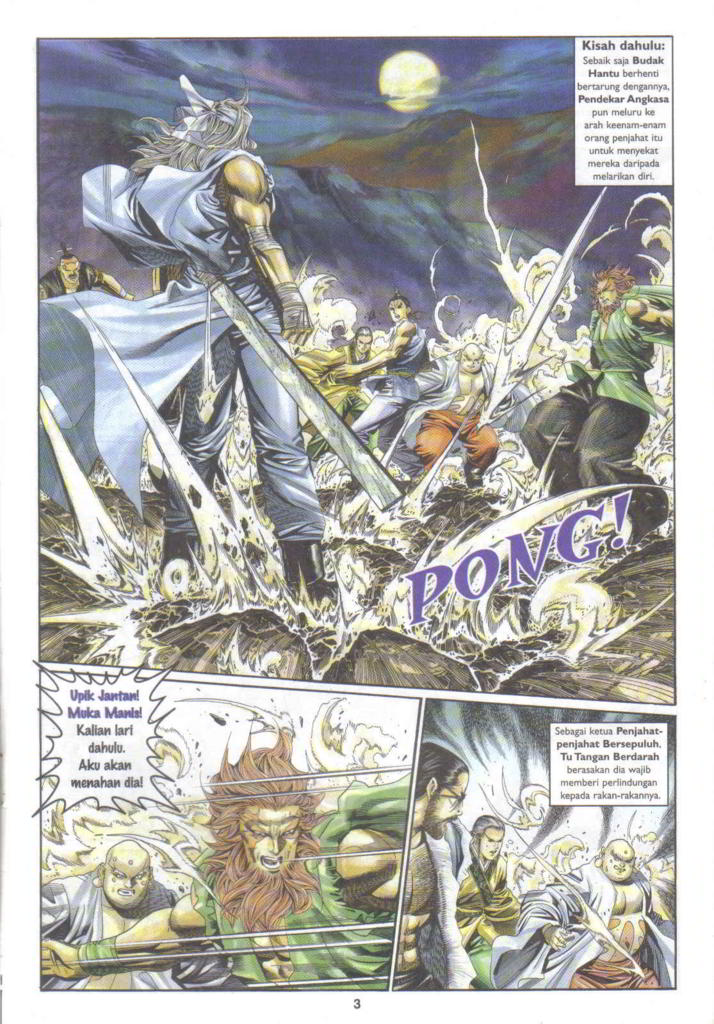 Kisah dahulu:
Sebaik saja Budak
Hantu berhenti
bertarung dengannya,
Pendekar Angkasa
pun meluru ke
arah keenam-enam
orang penjahat itu
untuk menyekat
mereka daripada
melarikan diri.
PONG!
Upik Jantan!
Muka Manis!
Kalian lari
dahulu.
Aku akan
menahan dia!
Sebagai ketua Penjahat-
penjahat Bersepuluh,
Tu Tangan Berdarah
berasakan dia wajib
memberi perlindungan
kepada rakan-rakannya.
3